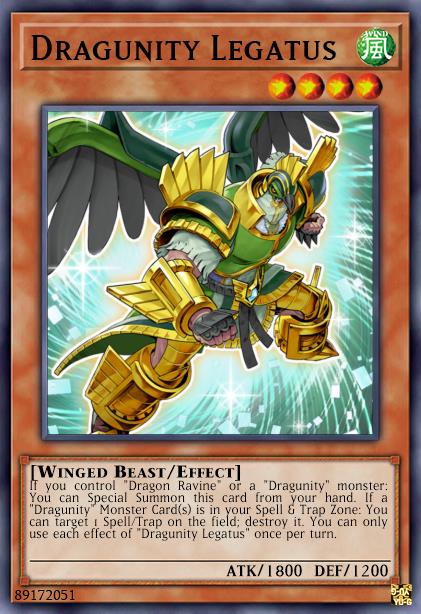 Dragunity Legatus
WIND
風
[Winged Beast/Effect]
If you control "Dragon Ravine" or a "Dragunity" monster:
You can Special Summon this card from your hand. If a
"Dragunity" Monster Card(s) is in your Spell & Trap Zone: You
can target 1 Spell/Trap on the field; destroy it. You can only
use each effect of "Dragunity Legatus" once per turn.
ATK/1800 DEF/1200
89172051